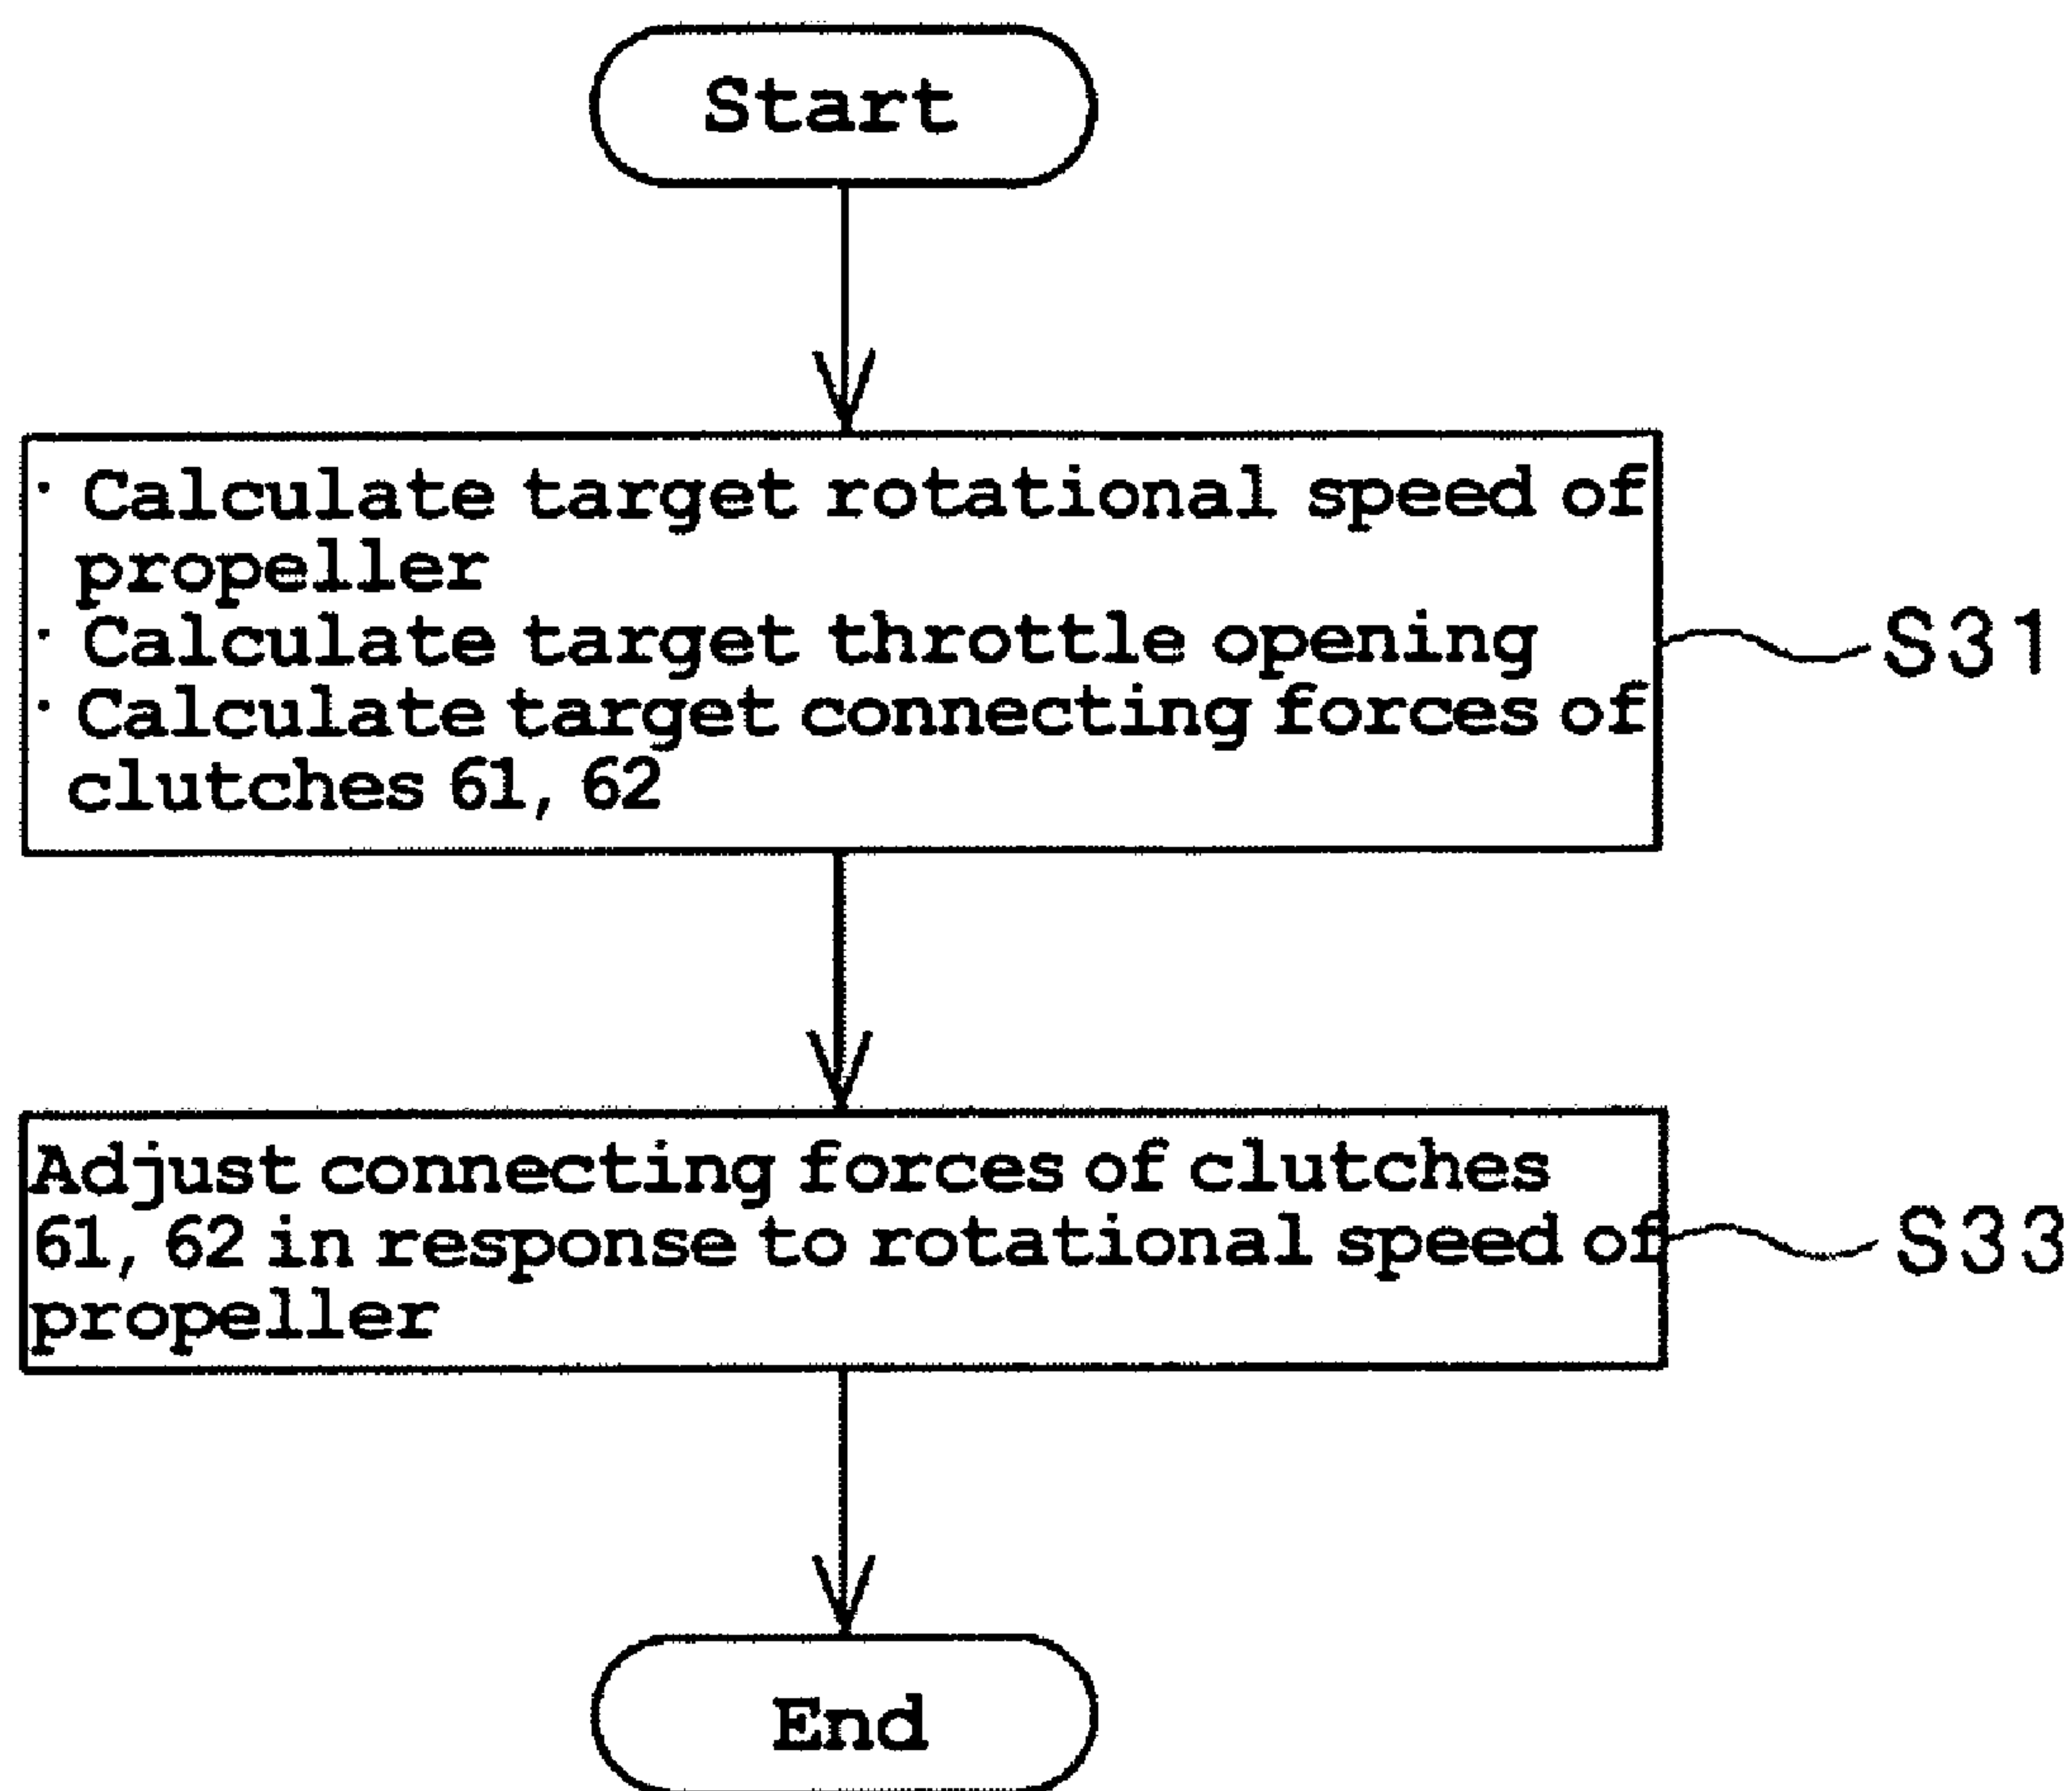 Start
· Calculate target rotational speed of
propeller
· Calculate target throttle opening
· Calculate target connecting forces of
clutches 61, 62
S31
Adjust connecting forces of clutches
61, 62 in response to rotational speed of
propeller
S33
End